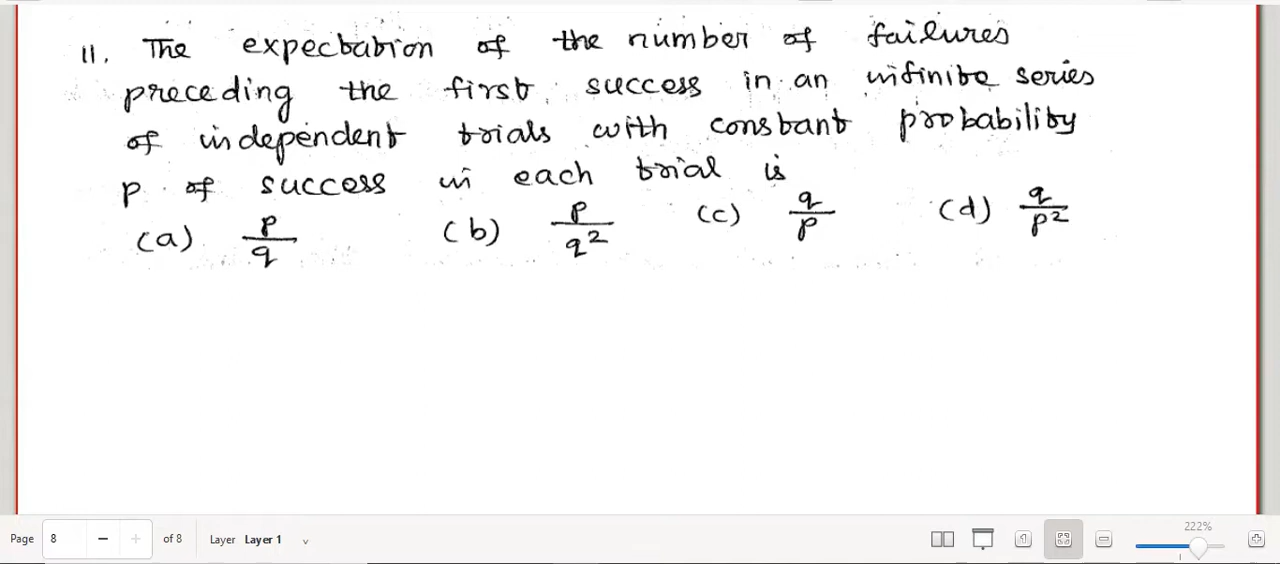 11. The expectation of the number of failures
preceding the first success in an infinite series
of independent trials with constant probability
p of success in each trial is
(a) p/q (b) p/q² (c) q/p (d) q/p²
Page 8 of 8 Layer Layer 1 222%